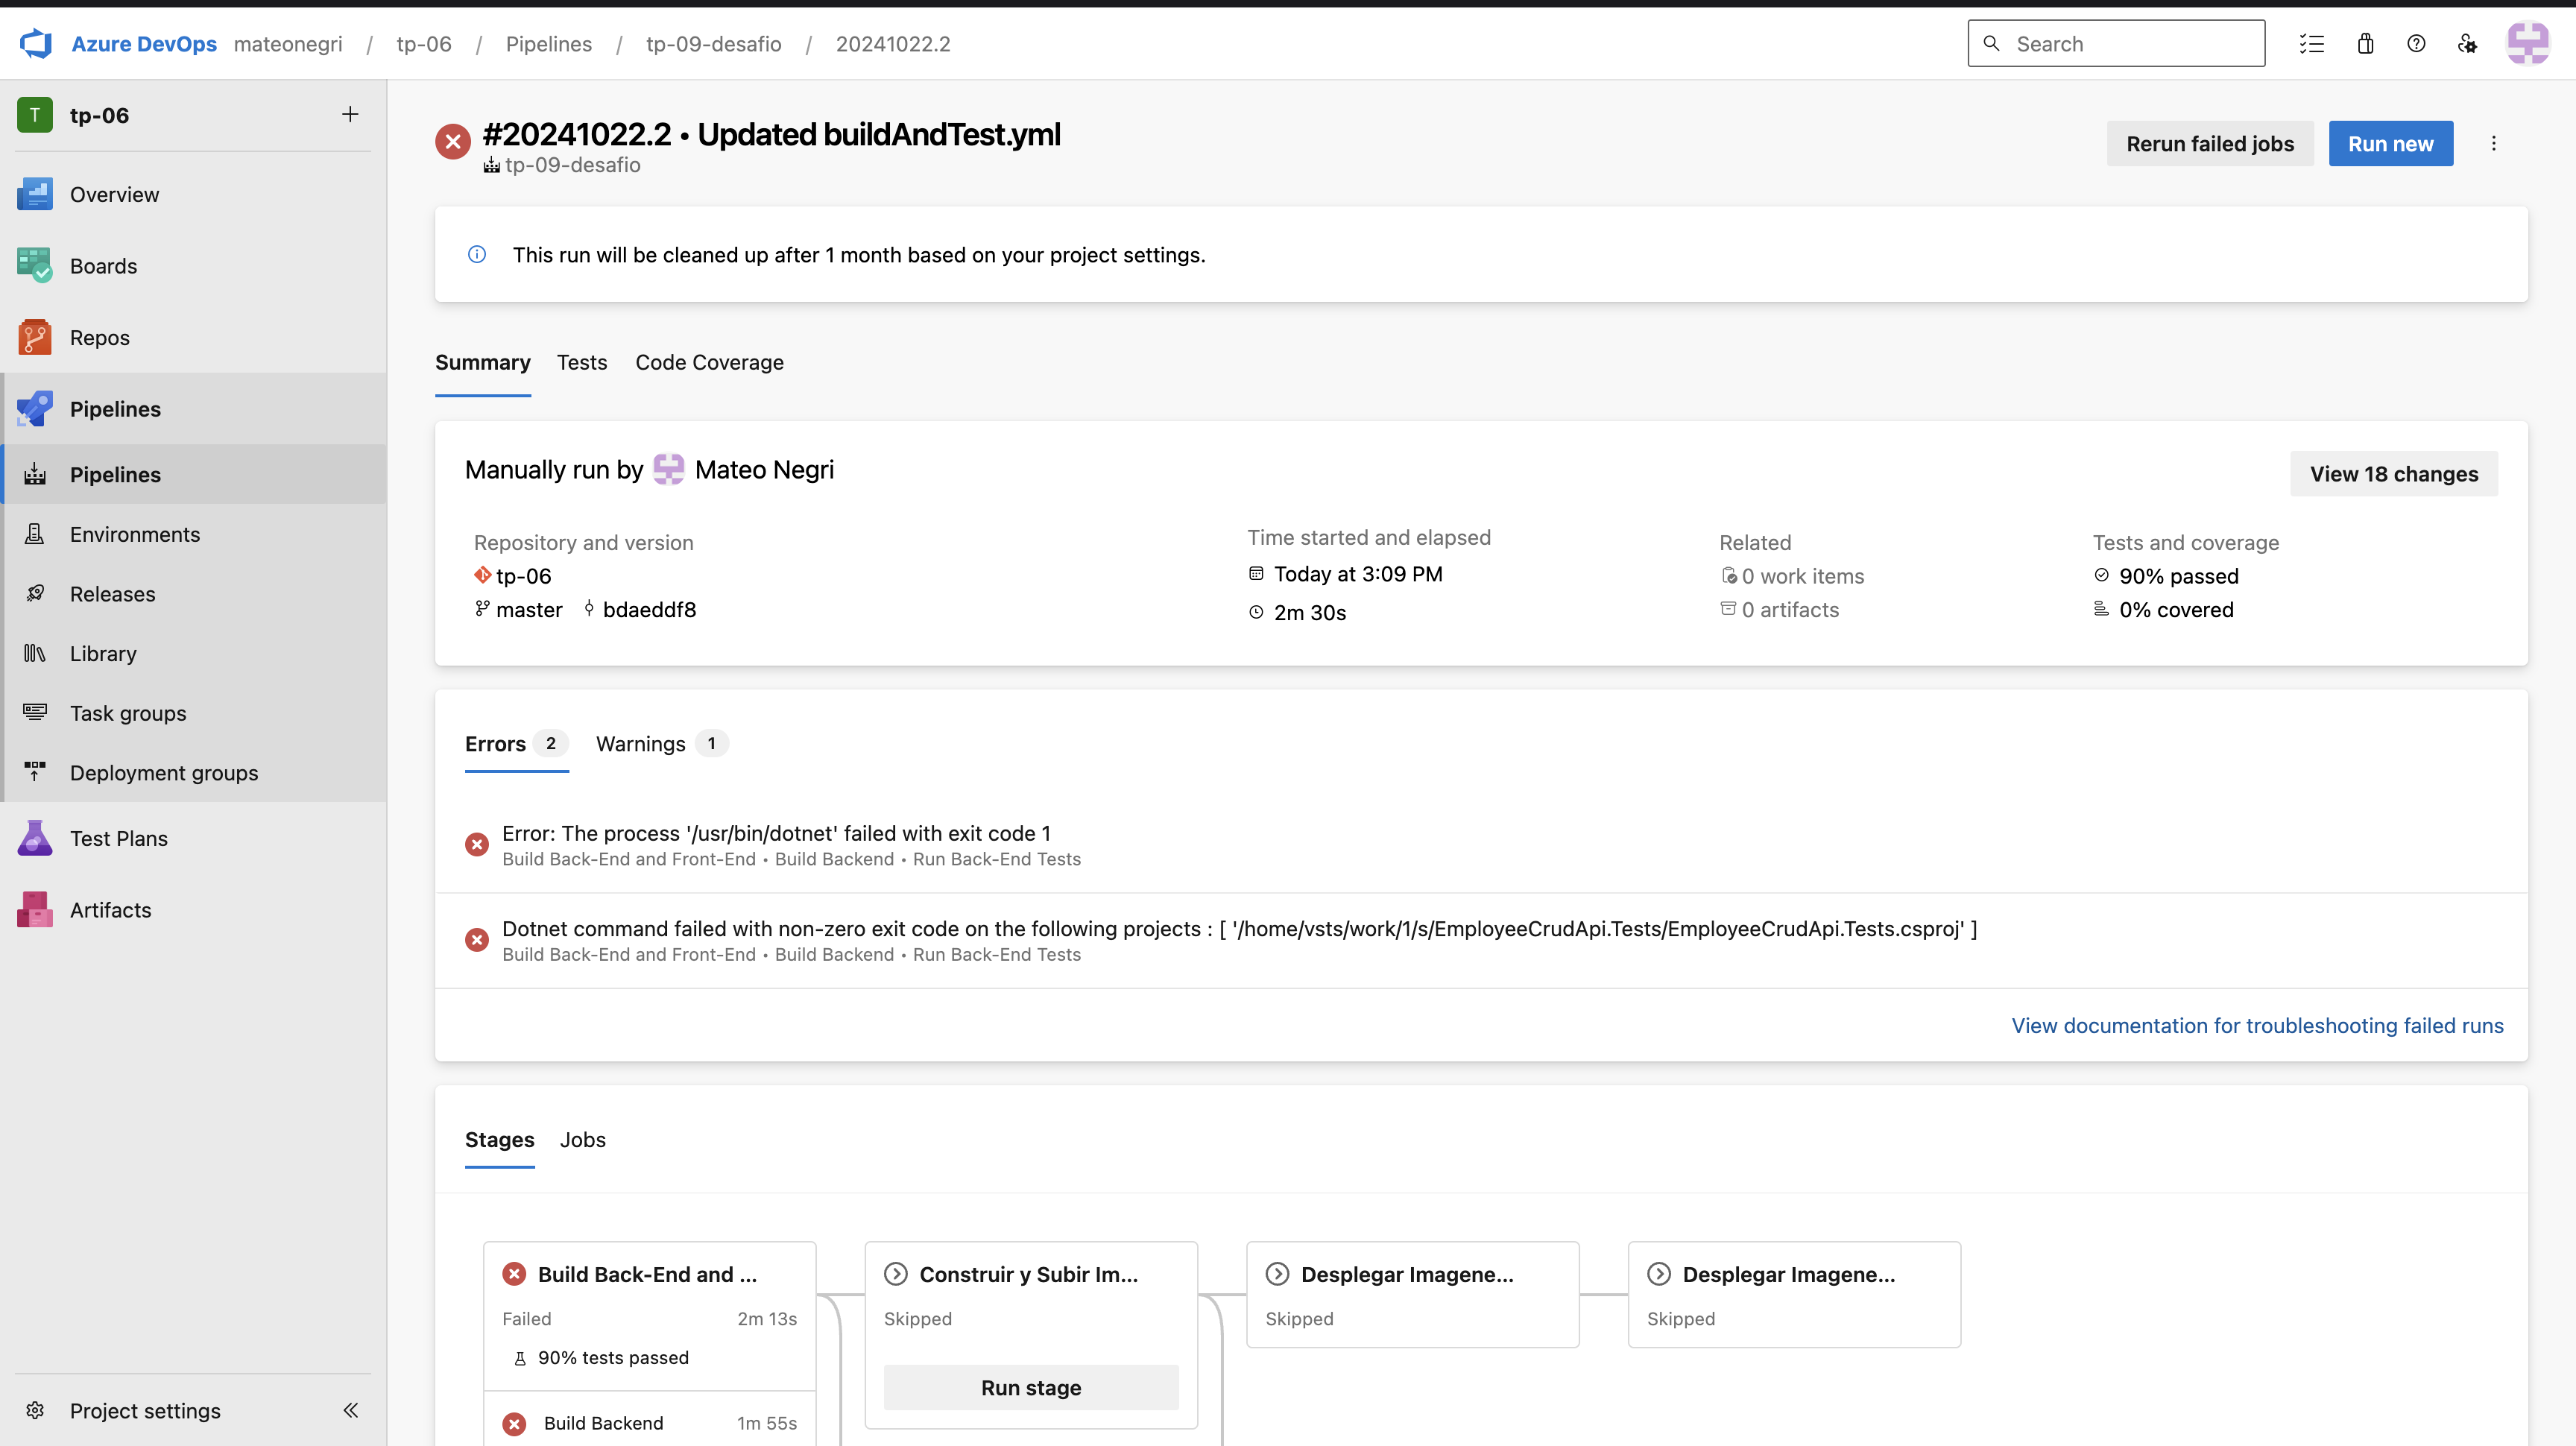 Azure DevOps mateonegri / tp-06 / Pipelines / tp-09-desafio / 20241022.2
Search
T tp-06
Overview
Boards
Repos
Pipelines
Pipelines
Environments
Releases
Library
Task groups
Deployment groups
Test Plans
Artifacts
Project settings
#20241022.2 • Updated buildAndTest.yml
tp-09-desafio
Rerun failed jobs
Run new
This run will be cleaned up after 1 month based on your project settings.
Summary Tests Code Coverage
Manually run by Mateo Negri
View 18 changes
Repository and version
tp-06
master bdaeddf8
Time started and elapsed
Today at 3:09 PM
2m 30s
Related
0 work items
0 artifacts
Tests and coverage
90% passed
0% covered
Errors 2 Warnings 1
Error: The process '/usr/bin/dotnet' failed with exit code 1
Build Back-End and Front-End • Build Backend • Run Back-End Tests
Dotnet command failed with non-zero exit code on the following projects : [ '/home/vsts/work/1/s/EmployeeCrudApi.Tests/EmployeeCrudApi.Tests.csproj' ]
Build Back-End and Front-End • Build Backend • Run Back-End Tests
View documentation for troubleshooting failed runs
Stages Jobs
Build Back-End and ...
Failed 2m 13s
90% tests passed
Build Backend 1m 55s
Construir y Subir Im...
Skipped
Run stage
Desplegar Imagene...
Skipped
Desplegar Imagene...
Skipped